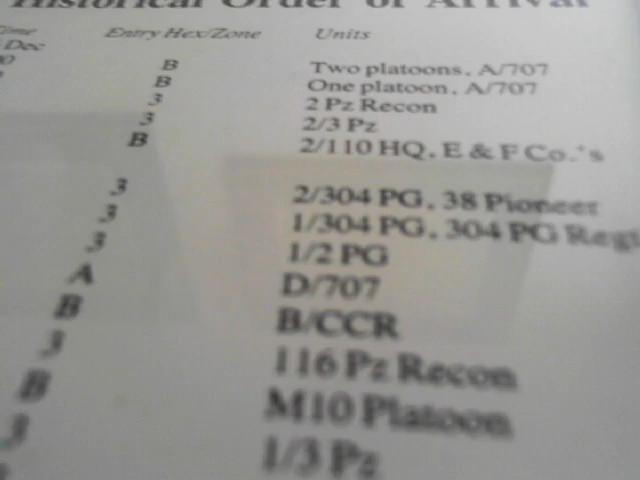 Historical Order of Arrival
Time Entry Hex/Zone Units
Dec
B Two platoons, A/707
B One platoon, A/707
3 2 Pz Recon
3 2/3 Pz
B 2/110 HQ, E & F Co.'s
3 2/304 PG, 38 Pioneer
3 1/304 PG, 304 PG Regt
3 1/2 PG
A D/707
B B/CCR
3 116 Pz Recon
B M10 Platoon
3 1/3 Pz